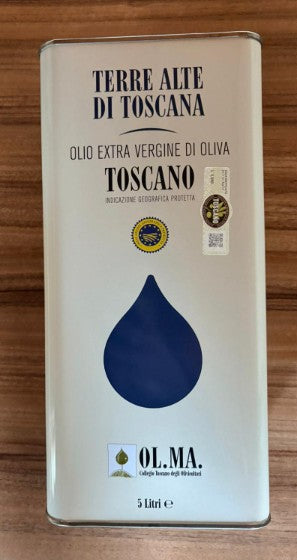 TERRE ALTE
DI TOSCANA
OLIO EXTRA VERGINE DI OLIVA
TOSCANO
INDICAZIONE GEOGRAFICA PROTETTA
TOSCANO
OL.MA.
Collegio Toscano degli Olivicoltori
5 Litri ℮